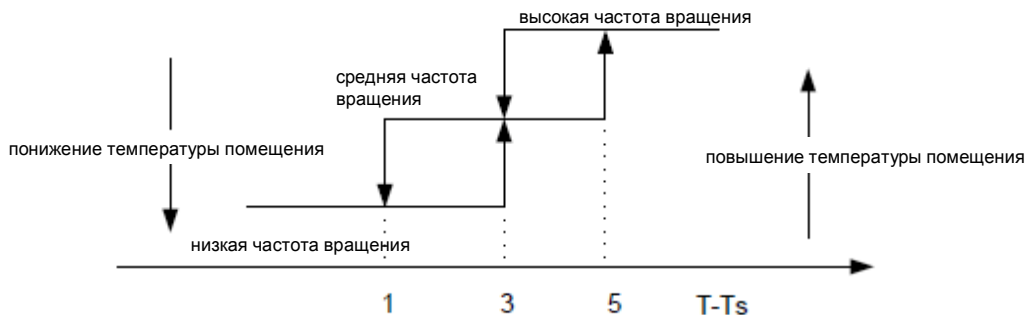 высокая частота вращения
средняя частота
вращения
понижение температуры помещения
повышение температуры помещения
низкая частота вращения
1 3 5 T-Ts